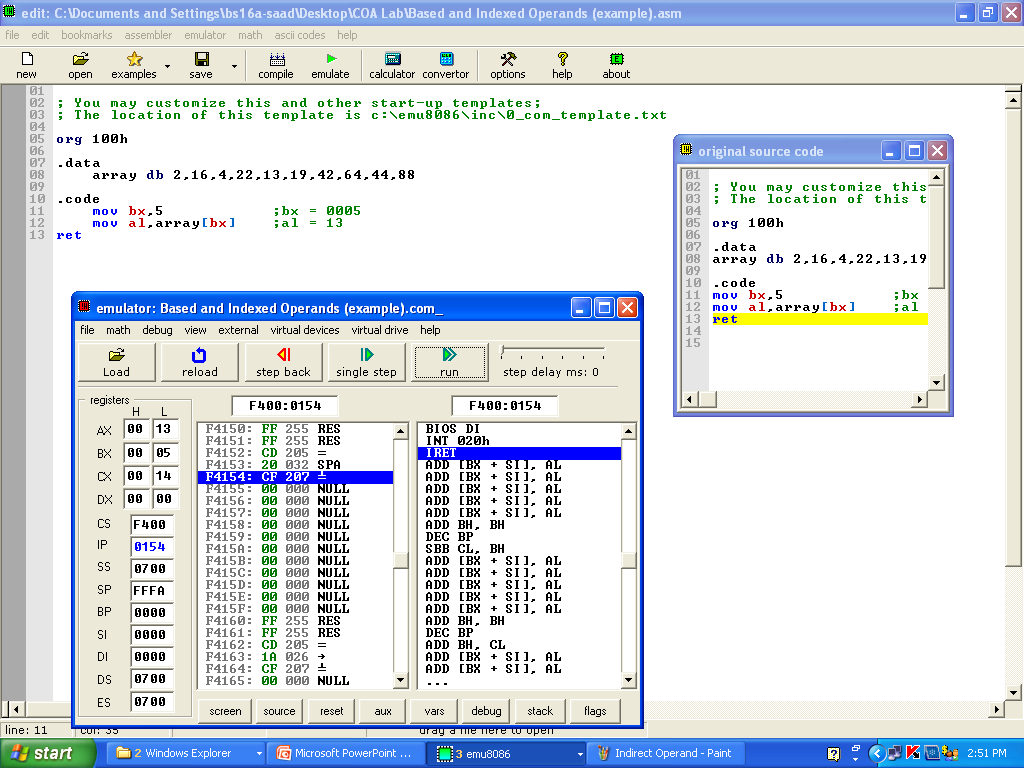 edit: C:\Documents and Settings\bs16a-saad\Desktop\COA Lab\Based and Indexed Operands (example).asm
file edit bookmarks assembler emulator math ascii codes help
new open examples save compile emulate calculator convertor options help about
01
02 ; You may customize this and other start-up templates;
03 ; The location of this template is c:\emu8086\inc\0_com_template.txt
04
05 org 100h
06
07 .data
08 array db 2,16,4,22,13,19,42,64,44,88
09
10 .code
11 mov bx,5 ;bx = 0005
12 mov al,array[bx] ;al = 13
13 ret
original source code
01
02 ; You may customize this
03 ; The location of this t
04
05 org 100h
06
07 .data
08 array db 2,16,4,22,13,19
09
10 .code
11 mov bx,5 ;bx
12 mov al,array[bx] ;al
13 ret
14
15
emulator: Based and Indexed Operands (example).com_
file math debug view external virtual devices virtual drive help
Load reload step back single step run step delay ms: 0
registers
H L
AX 00 13
BX 00 05
CX 00 14
DX 00 00
CS F400
IP 0154
SS 0700
SP FFFA
BP 0000
SI 0000
DI 0000
DS 0700
ES 0700
F400:0154
F4150: FF 255 RES
F4151: FF 255 RES
F4152: CD 205 =
F4153: 20 032 SPA
F4154: CF 207 ╧
F4155: 00 000 NULL
F4156: 00 000 NULL
F4157: 00 000 NULL
F4158: 00 000 NULL
F4159: 00 000 NULL
F415A: 00 000 NULL
F415B: 00 000 NULL
F415C: 00 000 NULL
F415D: 00 000 NULL
F415E: 00 000 NULL
F415F: 00 000 NULL
F4160: FF 255 RES
F4161: FF 255 RES
F4162: CD 205 =
F4163: 1A 026 →
F4164: CF 207 ╧
F4165: 00 000 NULL
F400:0154
BIOS DI
INT 020h
IRET
ADD [BX + SI], AL
ADD [BX + SI], AL
ADD [BX + SI], AL
ADD [BX + SI], AL
ADD [BX + SI], AL
ADD BH, BH
DEC BP
SBB CL, BH
ADD [BX + SI], AL
ADD [BX + SI], AL
ADD [BX + SI], AL
ADD [BX + SI], AL
ADD [BX + SI], AL
ADD BH, BH
DEC BP
ADD BH, CL
ADD [BX + SI], AL
ADD [BX + SI], AL
...
screen source reset aux vars debug stack flags
line: 11 col: 35 drag a file here to open
start 2 Windows Explorer Microsoft PowerPoint ... 3 emu8086 Indirect Operand - Paint 2:51 PM